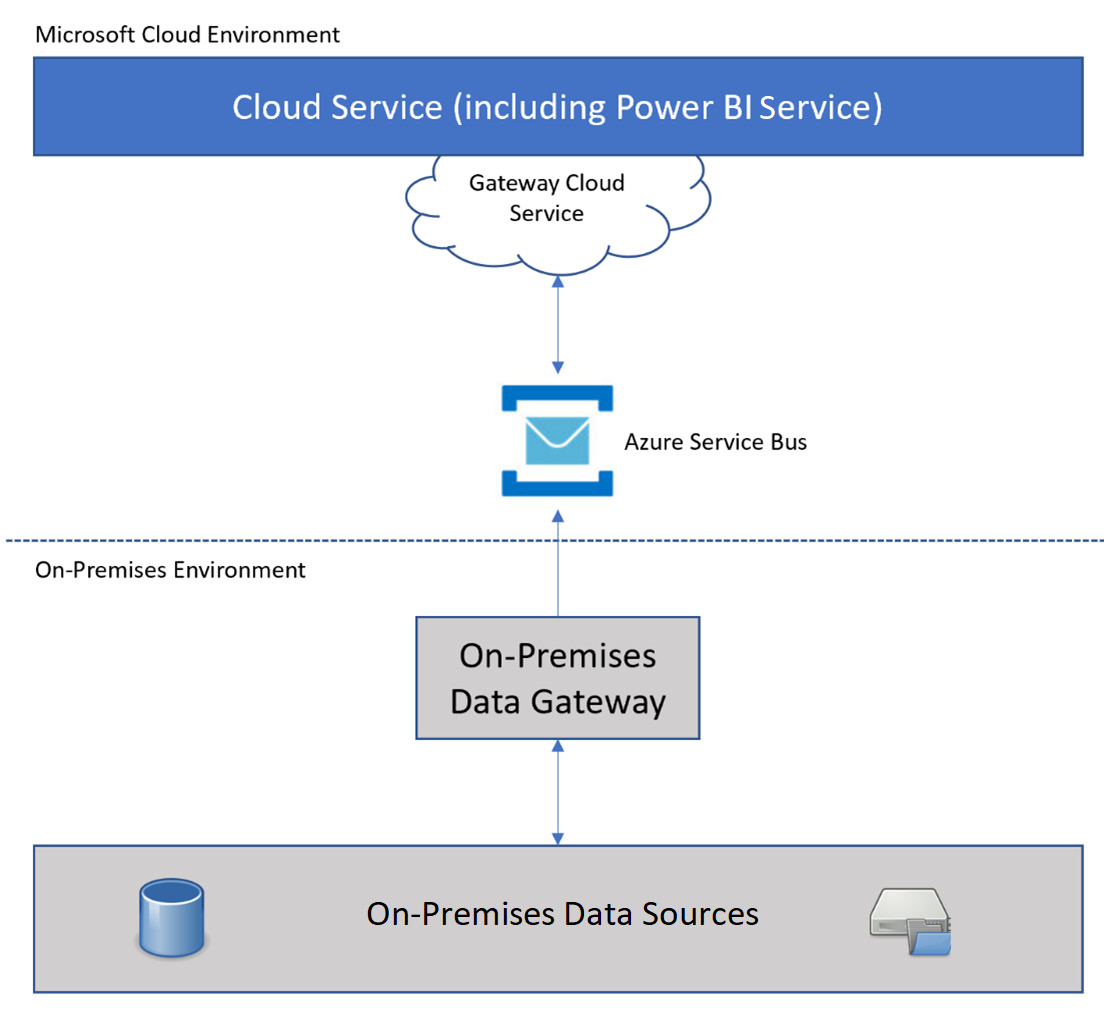 Microsoft Cloud Environment
Cloud Service (including Power BI Service)
Gateway Cloud
Service
Azure Service Bus
On-Premises Environment
On-Premises
Data Gateway
On-Premises Data Sources